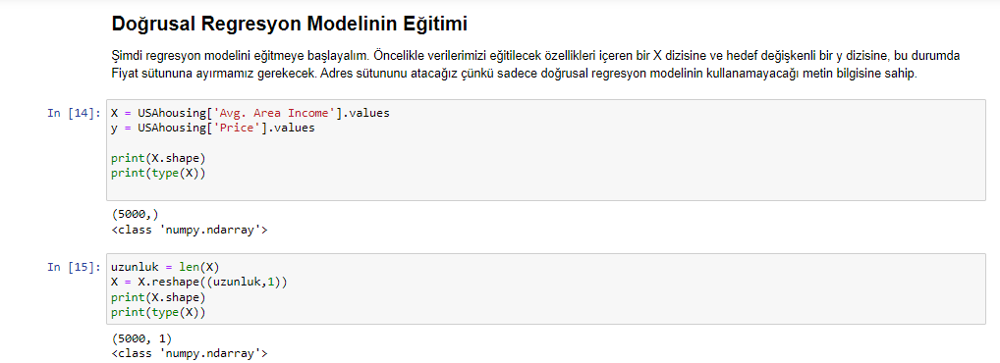 Doğrusal Regresyon Modelinin Eğitimi
Şimdi regresyon modelini eğitmeye başlayalım. Öncelikle verilerimizi eğitilecek özellikleri içeren bir X dizisine ve hedef değişkenli bir y dizisine, bu durumda
Fiyat sütununa ayırmamız gerekecek. Adres sütununu atacağız çünkü sadece doğrusal regresyon modelinin kullanamayacağı metin bilgisine sahip.
In [14]: X = USAhousing['Avg. Area Income'].values
y = USAhousing['Price'].values
print(X.shape)
print(type(X))
(5000,)
<class 'numpy.ndarray'>
In [15]: uzunluk = len(X)
X = X.reshape((uzunluk,1))
print(X.shape)
print(type(X))
(5000, 1)
<class 'numpy.ndarray'>